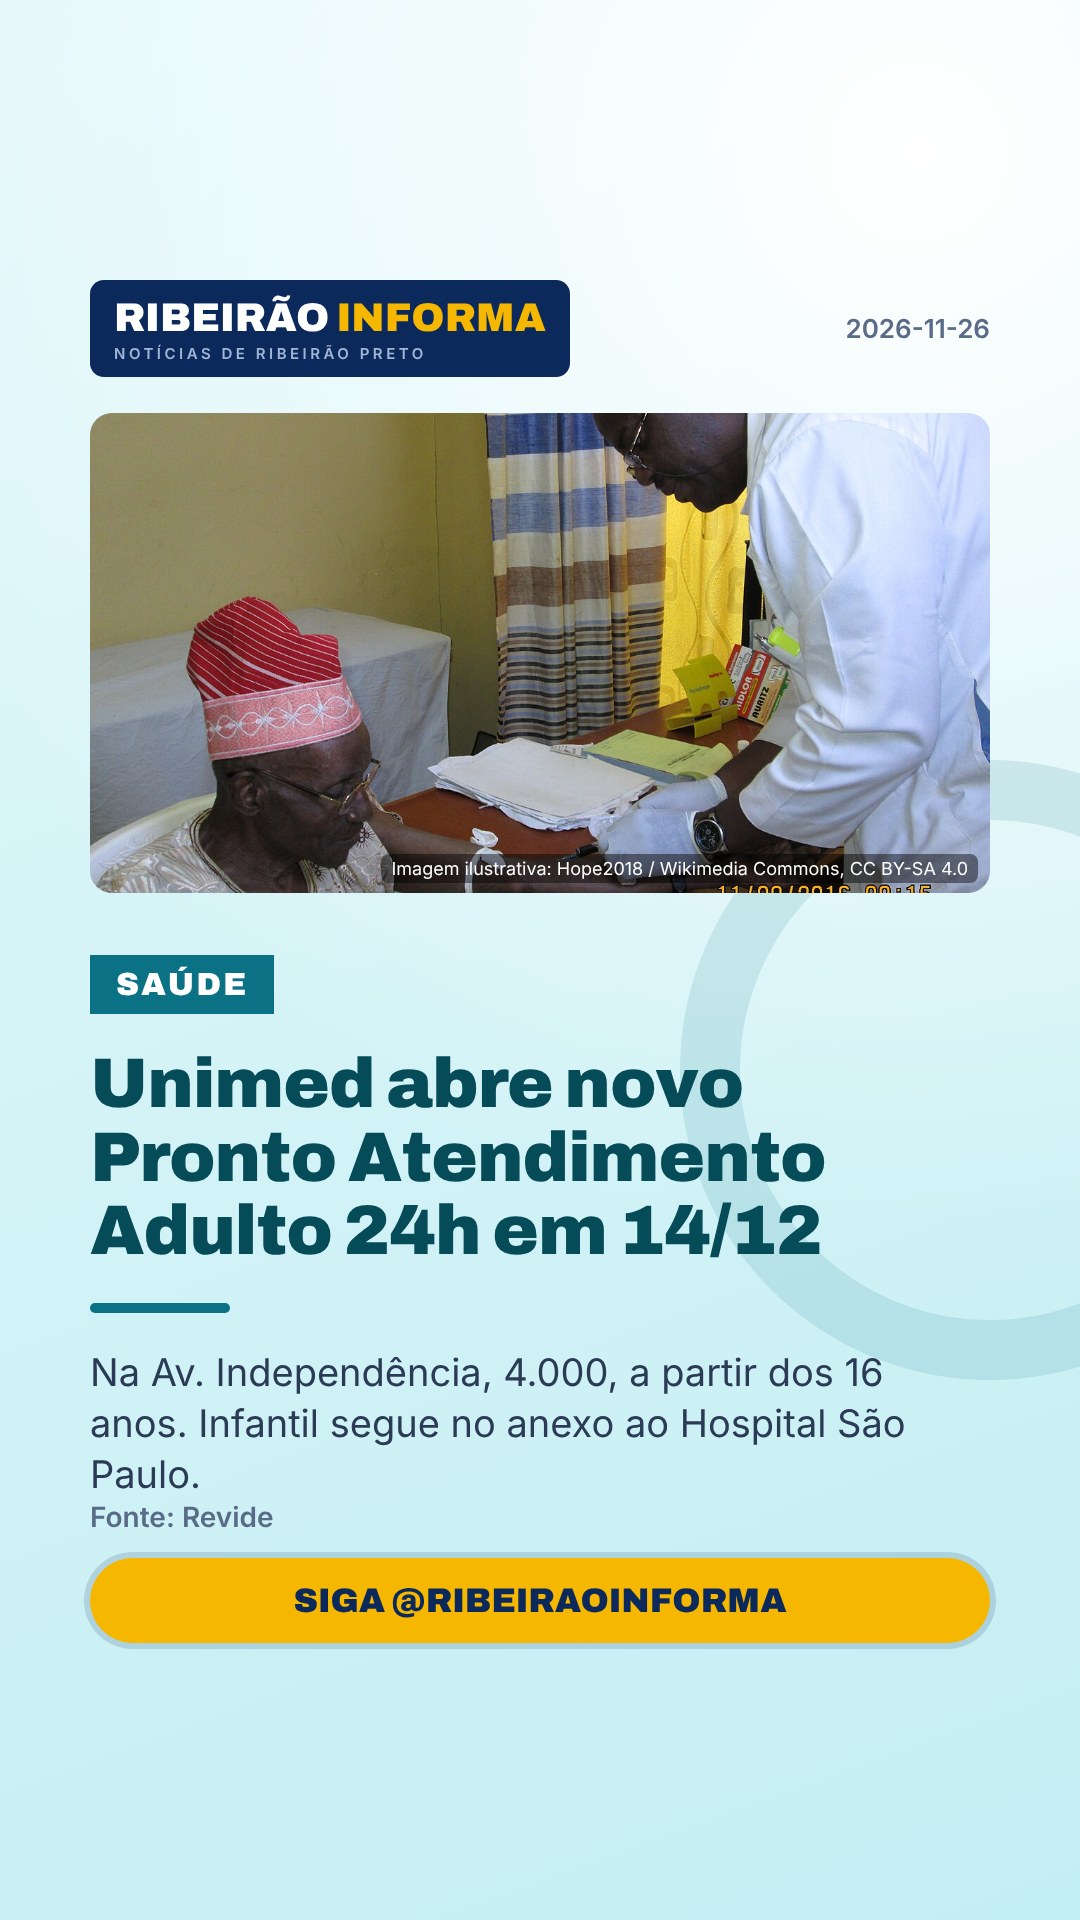 RIBEIRÃO INFORMA
NOTÍCIAS DE RIBEIRÃO PRETO
2026-11-26
RIDLOR
AURITZ
Imagem ilustrativa: Hope2018 / Wikimedia Commons, CC BY-SA 4.0
SAÚDE
Unimed abre novo
Pronto Atendimento
Adulto 24h em 14/12
Na Av. Independência, 4.000, a partir dos 16
anos. Infantil segue no anexo ao Hospital São
Paulo.
Fonte: Revide
SIGA @RIBEIRAOINFORMA